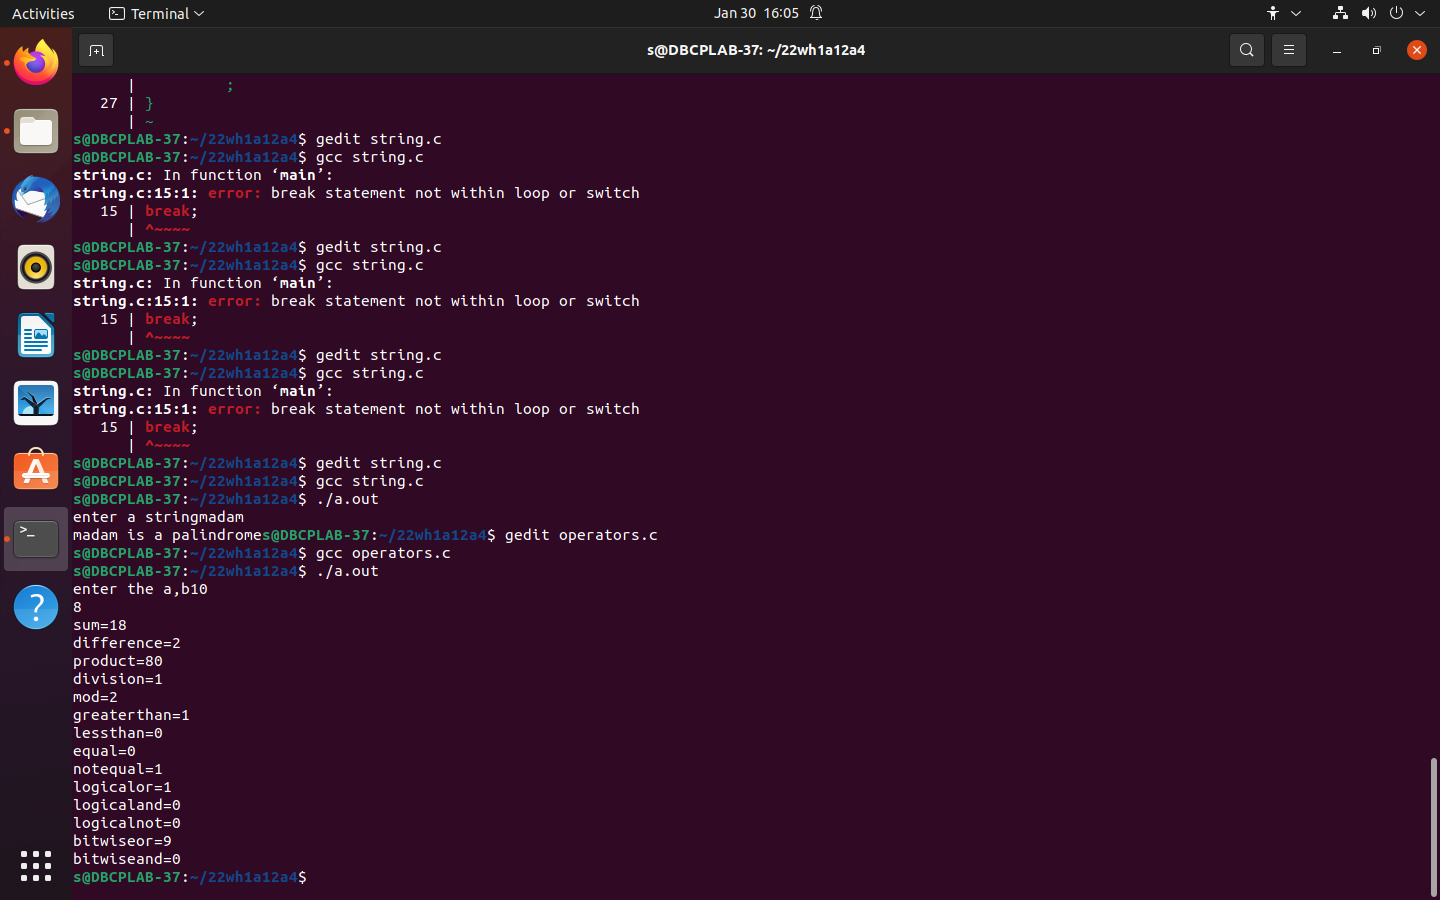 Activities Terminal Jan 30 16:05
s@DBCPLAB-37: ~/22wh1a12a4
| ;
27 | }
| ~
s@DBCPLAB-37:~/22wh1a12a4$ gedit string.c
s@DBCPLAB-37:~/22wh1a12a4$ gcc string.c
string.c: In function ‘main’:
string.c:15:1: error: break statement not within loop or switch
15 | break;
| ^~~~~
s@DBCPLAB-37:~/22wh1a12a4$ gedit string.c
s@DBCPLAB-37:~/22wh1a12a4$ gcc string.c
string.c: In function ‘main’:
string.c:15:1: error: break statement not within loop or switch
15 | break;
| ^~~~~
s@DBCPLAB-37:~/22wh1a12a4$ gedit string.c
s@DBCPLAB-37:~/22wh1a12a4$ gcc string.c
string.c: In function ‘main’:
string.c:15:1: error: break statement not within loop or switch
15 | break;
| ^~~~~
s@DBCPLAB-37:~/22wh1a12a4$ gedit string.c
s@DBCPLAB-37:~/22wh1a12a4$ gcc string.c
s@DBCPLAB-37:~/22wh1a12a4$ ./a.out
enter a stringmadam
madam is a palindromes@DBCPLAB-37:~/22wh1a12a4$ gedit operators.c
s@DBCPLAB-37:~/22wh1a12a4$ gcc operators.c
s@DBCPLAB-37:~/22wh1a12a4$ ./a.out
enter the a,b10
8
sum=18
difference=2
product=80
division=1
mod=2
greaterthan=1
lessthan=0
equal=0
notequal=1
logicalor=1
logicaland=0
logicalnot=0
bitwiseor=9
bitwiseand=0
s@DBCPLAB-37:~/22wh1a12a4$